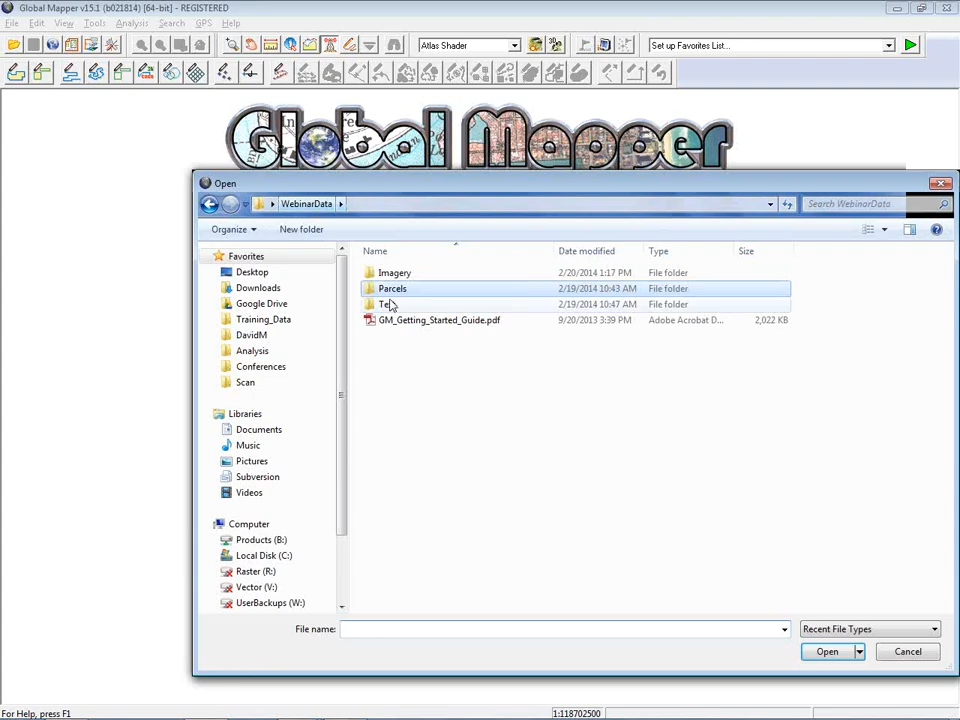 Global Mapper v15.1 (b021814) [64-bit] - REGISTERED
File Edit View Tools Analysis Search GPS Help
Atlas Shader Set up Favorites List...
Global Mapper
Open
WebinarData Search WebinarData
Organize New folder
Name Date modified Type Size
Favorites
Desktop
Downloads
Google Drive
Training_Data
DavidM
Analysis
Conferences
Scan
Libraries
Documents
Music
Pictures
Subversion
Videos
Computer
Products (B:)
Local Disk (C:)
Raster (R:)
Vector (V:)
UserBackups (W:)
Imagery 2/20/2014 1:17 PM File folder
Parcels 2/19/2014 10:43 AM File folder
2/19/2014 10:47 AM File folder
GM_Getting_Started_Guide.pdf 9/20/2013 3:39 PM Adobe Acrobat D... 2,022 KB
File name: Recent File Types
Open Cancel
For Help, press F1 1:118702500